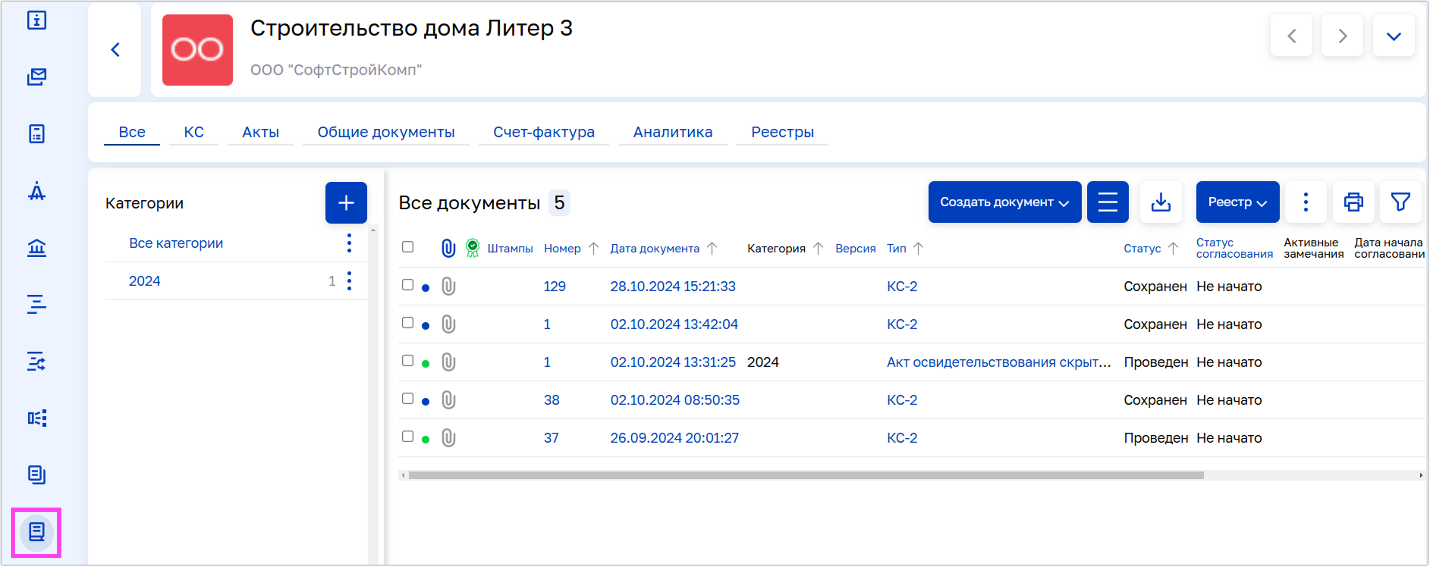 Строительство дома Литер 3
ООО "СофтСтройКомп"
Все КС Акты Общие документы Счет-фактура Аналитика Реестры
Категории
Все категории
2024 1
Все документы 5
Создать документ
Реестр
Штампы Номер Дата документа Категория Версия Тип Статус Статус согласования Активные замечания Дата начала согласовани
129 28.10.2024 15:21:33 КС-2 Сохранен Не начато
1 02.10.2024 13:42:04 КС-2 Сохранен Не начато
1 02.10.2024 13:31:25 2024 Акт освидетельствования скрыт... Проведен Не начато
38 02.10.2024 08:50:35 КС-2 Сохранен Не начато
37 26.09.2024 20:01:27 КС-2 Проведен Не начато